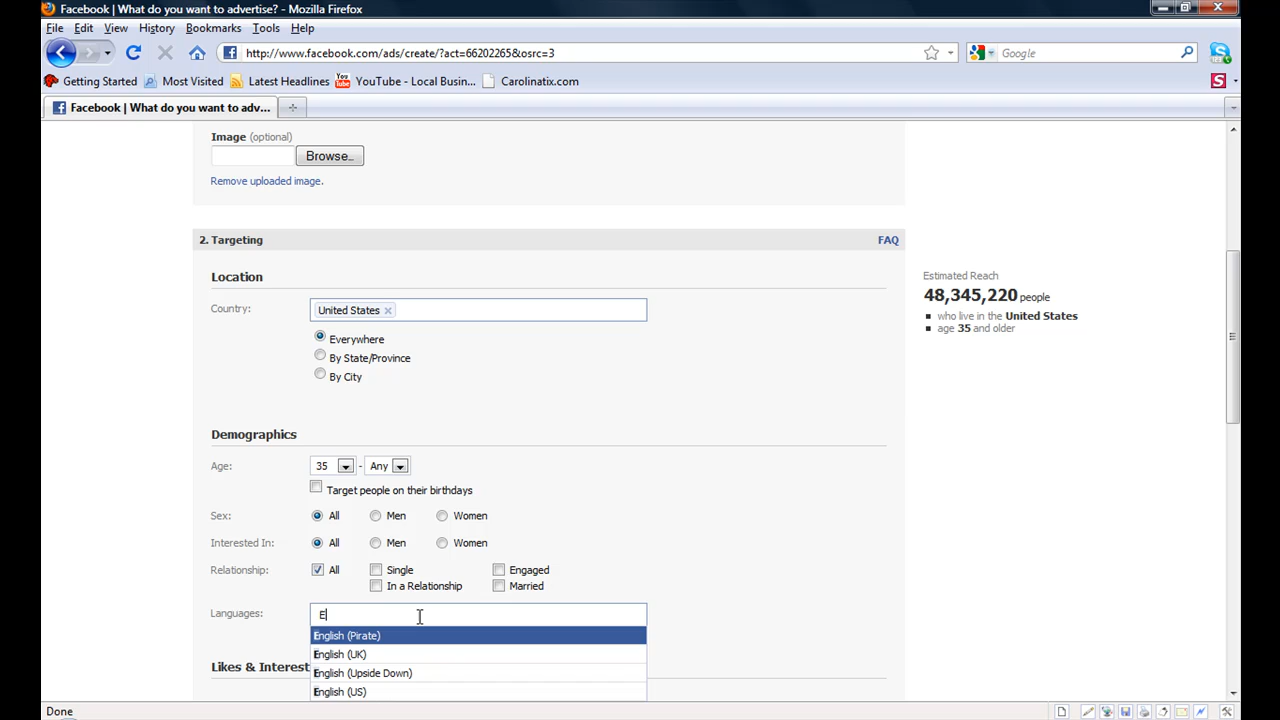 Facebook | What do you want to advertise? - Mozilla Firefox
File Edit View History Bookmarks Tools Help
http://www.facebook.com/ads/create/?act=66202265&osrc=3
Google
Getting Started Most Visited Latest Headlines You Tube YouTube - Local Busin... Carolinatix.com S
Facebook | What do you want to adv...
Image (optional)
Browse...
Remove uploaded image.
2. Targeting FAQ
Location
Country: United States
Everywhere
By State/Province
By City
Estimated Reach
48,345,220 people
who live in the United States
age 35 and older
Demographics
Age: 35 - Any
Target people on their birthdays
Sex: All Men Women
Interested In: All Men Women
Relationship: All Single Engaged
In a Relationship Married
Languages: E
English (Pirate)
English (UK)
Likes & Interest
English (Upside Down)
English (US)
Done